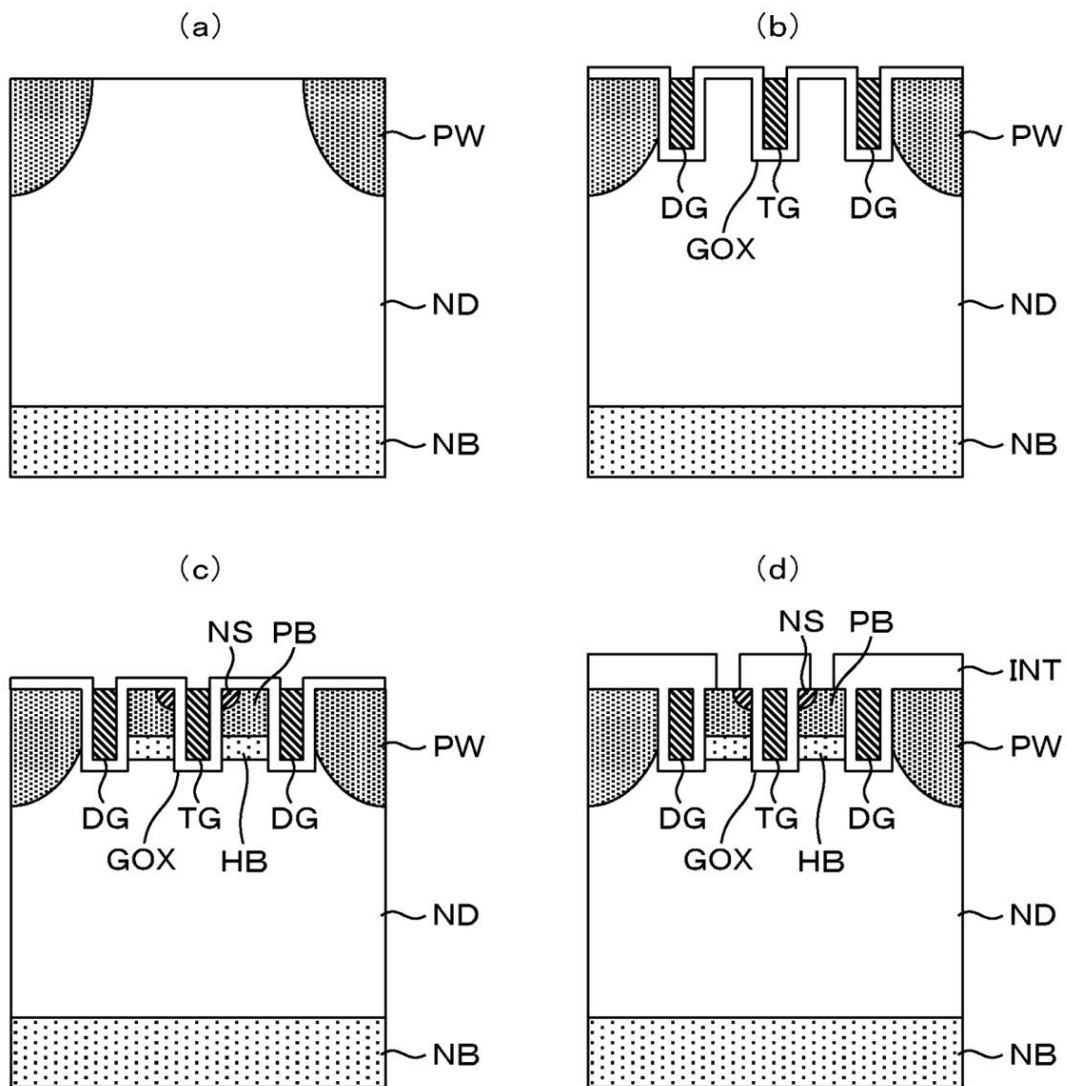 (a)
PW
ND
NB
(b)
PW
DG TG DG
GOX
ND
NB
(c)
NS PB
PW
DG TG DG
GOX HB
ND
NB
(d)
NS PB
INT
PW
DG TG DG
GOX HB
ND
NB